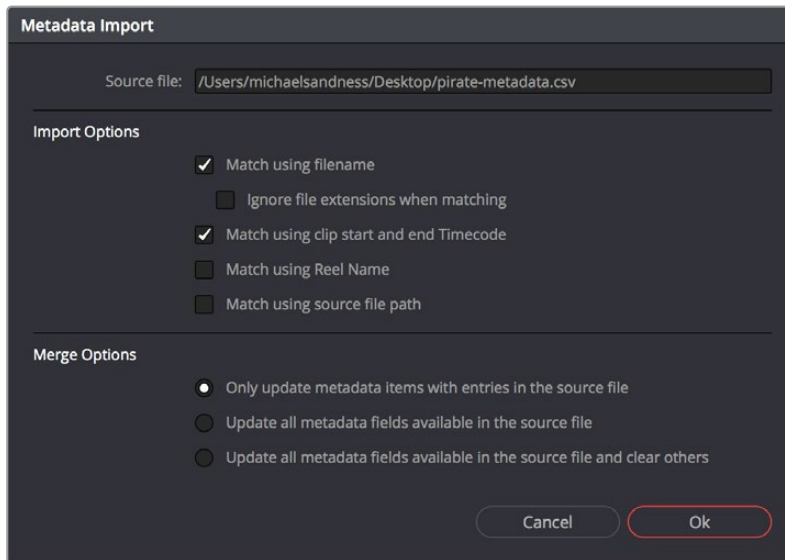 Metadata Import
Source file: /Users/michaelsandness/Desktop/pirate-metadata.csv
Import Options
Match using filename
Ignore file extensions when matching
Match using clip start and end Timecode
Match using Reel Name
Match using source file path
Merge Options
Only update metadata items with entries in the source file
Update all metadata fields available in the source file
Update all metadata fields available in the source file and clear others
Cancel Ok